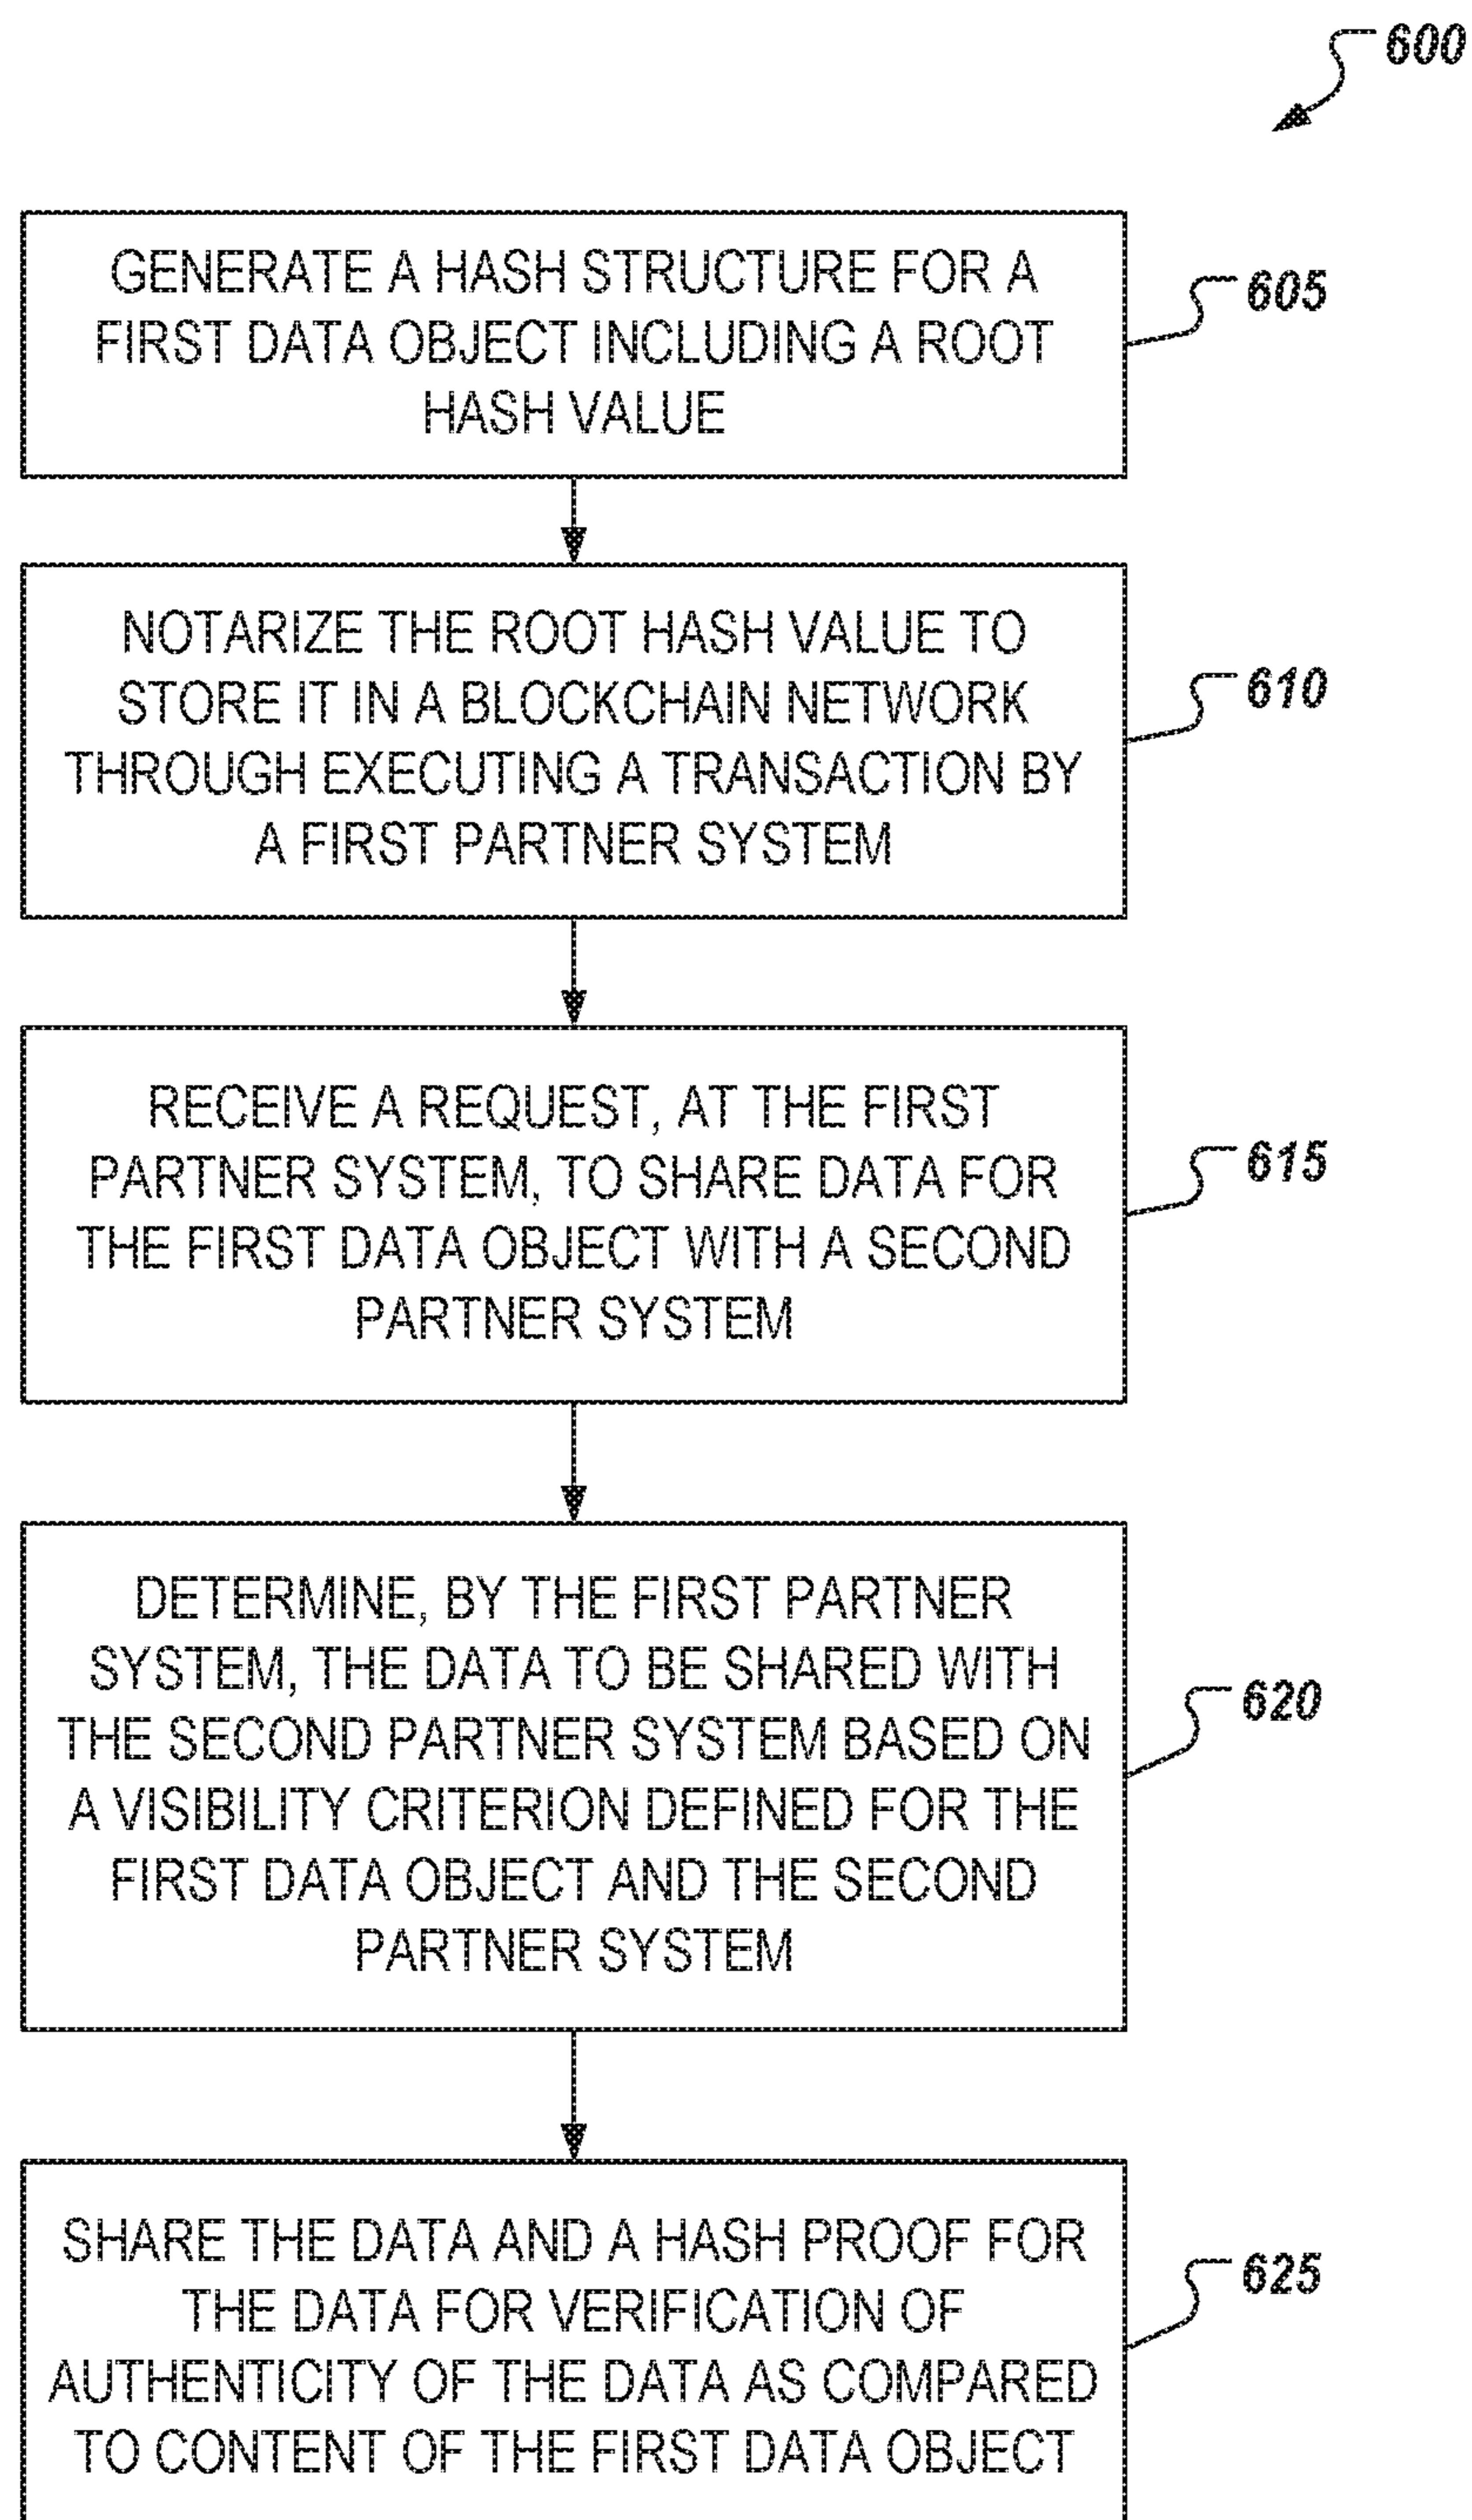 600
GENERATE A HASH STRUCTURE FOR A
FIRST DATA OBJECT INCLUDING A ROOT
HASH VALUE
605
NOTARIZE THE ROOT HASH VALUE TO
STORE IT IN A BLOCKCHAIN NETWORK
THROUGH EXECUTING A TRANSACTION BY
A FIRST PARTNER SYSTEM
610
RECEIVE A REQUEST, AT THE FIRST
PARTNER SYSTEM, TO SHARE DATA FOR
THE FIRST DATA OBJECT WITH A SECOND
PARTNER SYSTEM
615
DETERMINE, BY THE FIRST PARTNER
SYSTEM, THE DATA TO BE SHARED WITH
THE SECOND PARTNER SYSTEM BASED ON
A VISIBILITY CRITERION DEFINED FOR THE
FIRST DATA OBJECT AND THE SECOND
PARTNER SYSTEM
620
SHARE THE DATA AND A HASH PROOF FOR
THE DATA FOR VERIFICATION OF
AUTHENTICITY OF THE DATA AS COMPARED
TO CONTENT OF THE FIRST DATA OBJECT
625